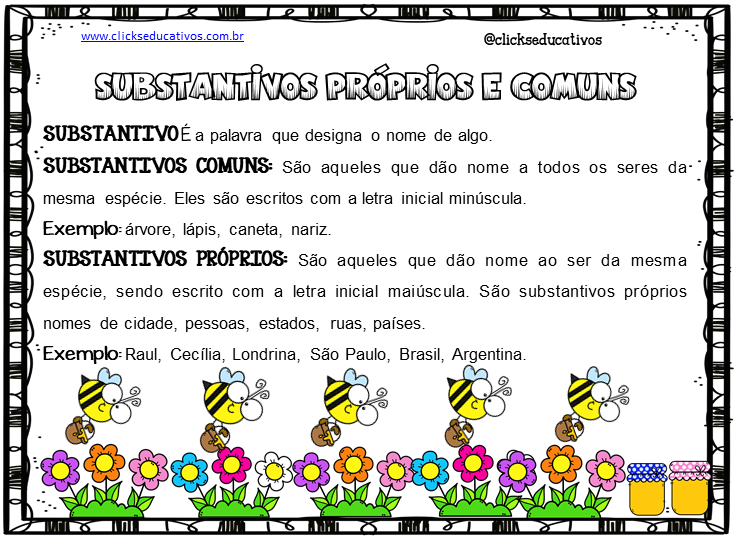 www.clickseducativos.com.br
@clickseducativos
SUBSTANTIVOS PRÓPRIOS E COMUNS
SUBSTANTIVO É a palavra que designa o nome de algo.
SUBSTANTIVOS COMUNS: São aqueles que dão nome a todos os seres da
mesma espécie. Eles são escritos com a letra inicial minúscula.
Exemplo: árvore, lápis, caneta, nariz.
SUBSTANTIVOS PRÓPRIOS: São aqueles que dão nome ao ser da mesma
espécie, sendo escrito com a letra inicial maiúscula. São substantivos próprios
nomes de cidade, pessoas, estados, ruas, países.
Exemplo: Raul, Cecília, Londrina, São Paulo, Brasil, Argentina.